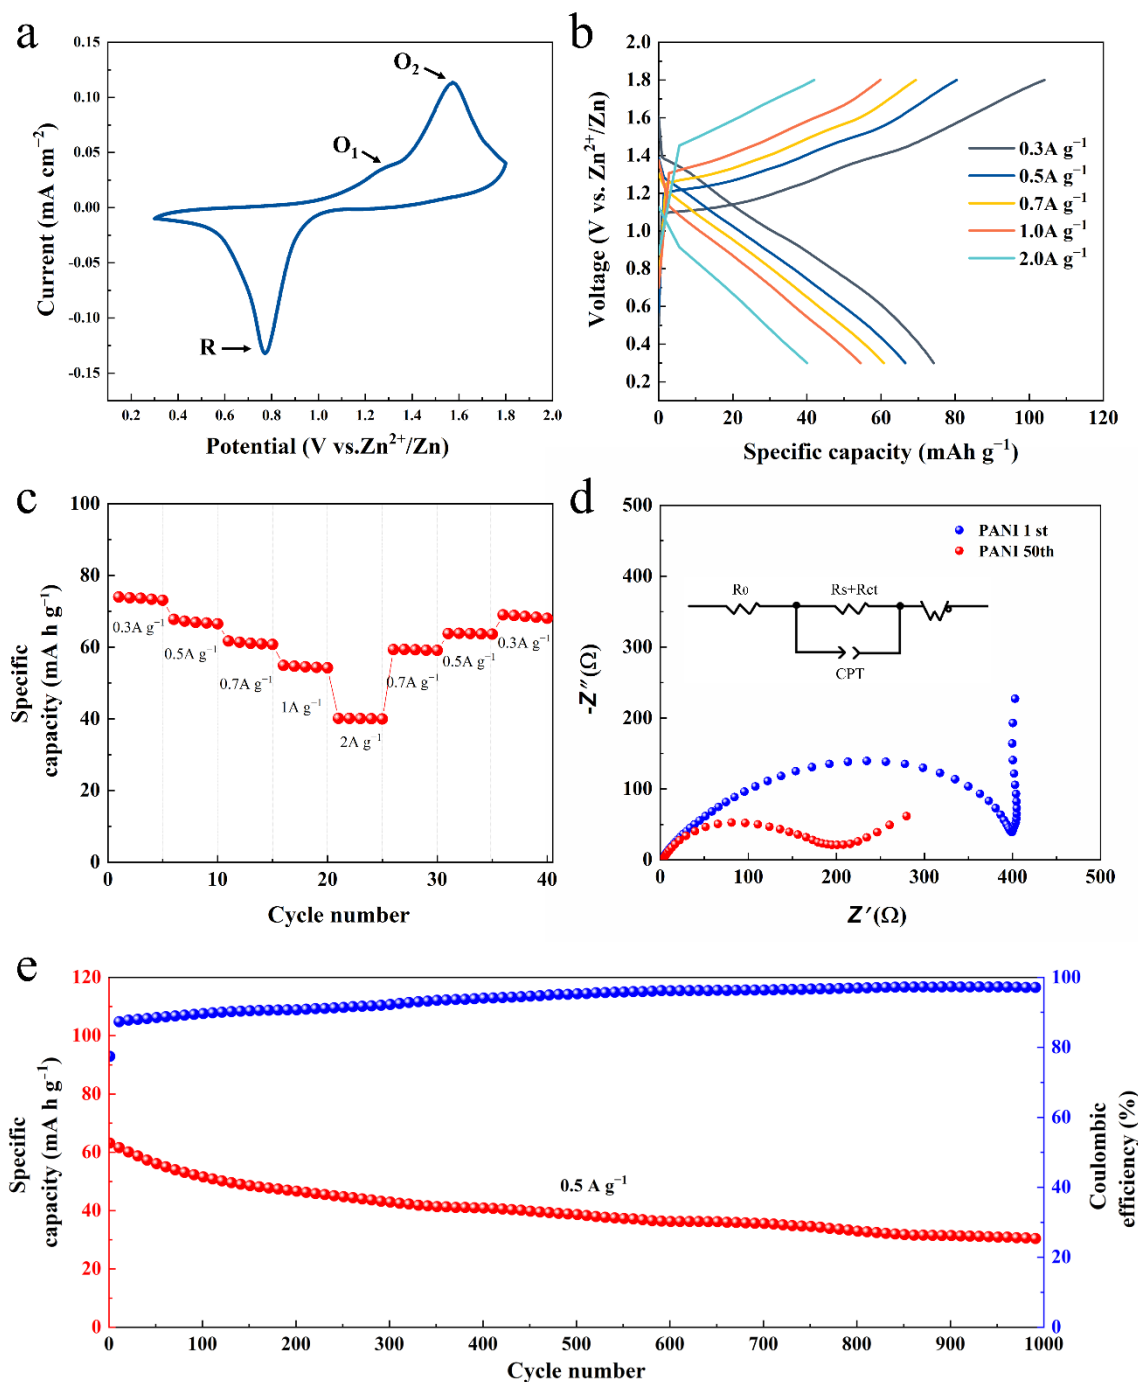 a
0.15
0.10
0.05
0.00
-0.05
-0.10
-0.15
Current (mA cm⁻²)
O₂
O₁
R
0.2 0.4 0.6 0.8 1.0 1.2 1.4 1.6 1.8 2.0
Potential (V vs.Zn²⁺/Zn)
b
2.0
1.8
1.6
1.4
1.2
1.0
0.8
0.6
0.4
0.2
Voltage (V vs. Zn²⁺/Zn)
0.3A g⁻¹
0.5A g⁻¹
0.7A g⁻¹
1.0A g⁻¹
2.0A g⁻¹
0 20 40 60 80 100 120
Specific capacity (mAh g⁻¹)
c
100
80
60
40
20
0
Specific
capacity (mA h g⁻¹)
0.3A g⁻¹
0.5A g⁻¹
0.7A g⁻¹
1A g⁻¹
2A g⁻¹
0.7A g⁻¹
0.5A g⁻¹
0.3A g⁻¹
0 10 20 30 40
Cycle number
d
500
400
300
200
100
0
-Z″(Ω)
PANI 1 st
PANI 50th
R₀
Rs+Rct
W₀
CPT
0 100 200 300 400 500
Z′(Ω)
e
120
100
80
60
40
20
0
Specific
capacity (mA h g⁻¹)
0.5 A g⁻¹
100
80
60
40
20
0
Coulombic
efficiency (%)
0 100 200 300 400 500 600 700 800 900 1000
Cycle number